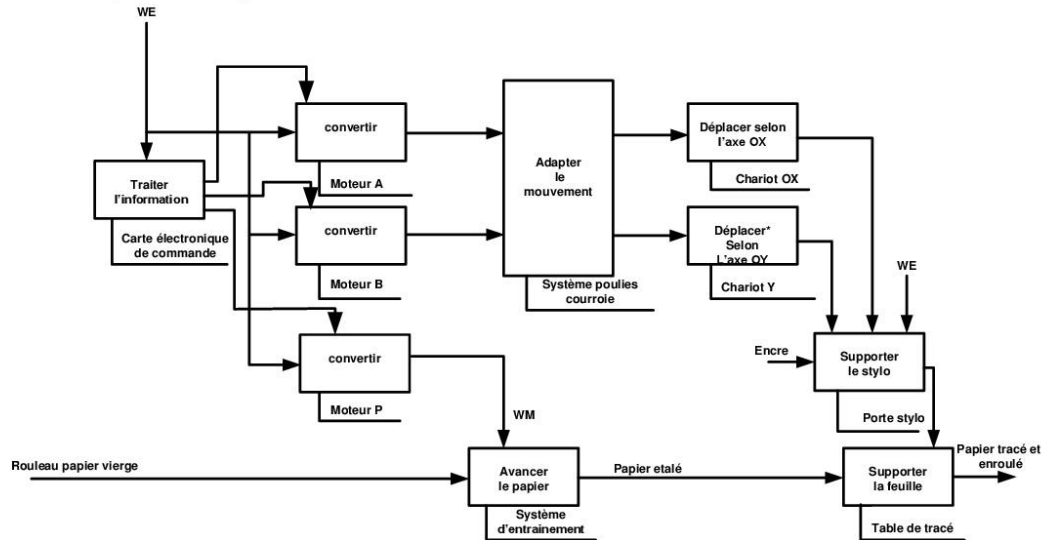 WE
convertir
Moteur A
Traiter
l'information
Carte électronique
de commande
convertir
Moteur B
convertir
Moteur P
Adapter
le
mouvement
Système poulies
courroie
Déplacer selon
l'axe OX
Chariot OX
Déplacer*
Selon
L'axe OY
Chariot Y
WE
Encre
Supporter
le stylo
Porte stylo
WM
Rouleau papier vierge
Avancer
le papier
Système
d'entrainement
Papier etalé
Supporter
la feuille
Table de tracé
Papier tracé et
enroulé